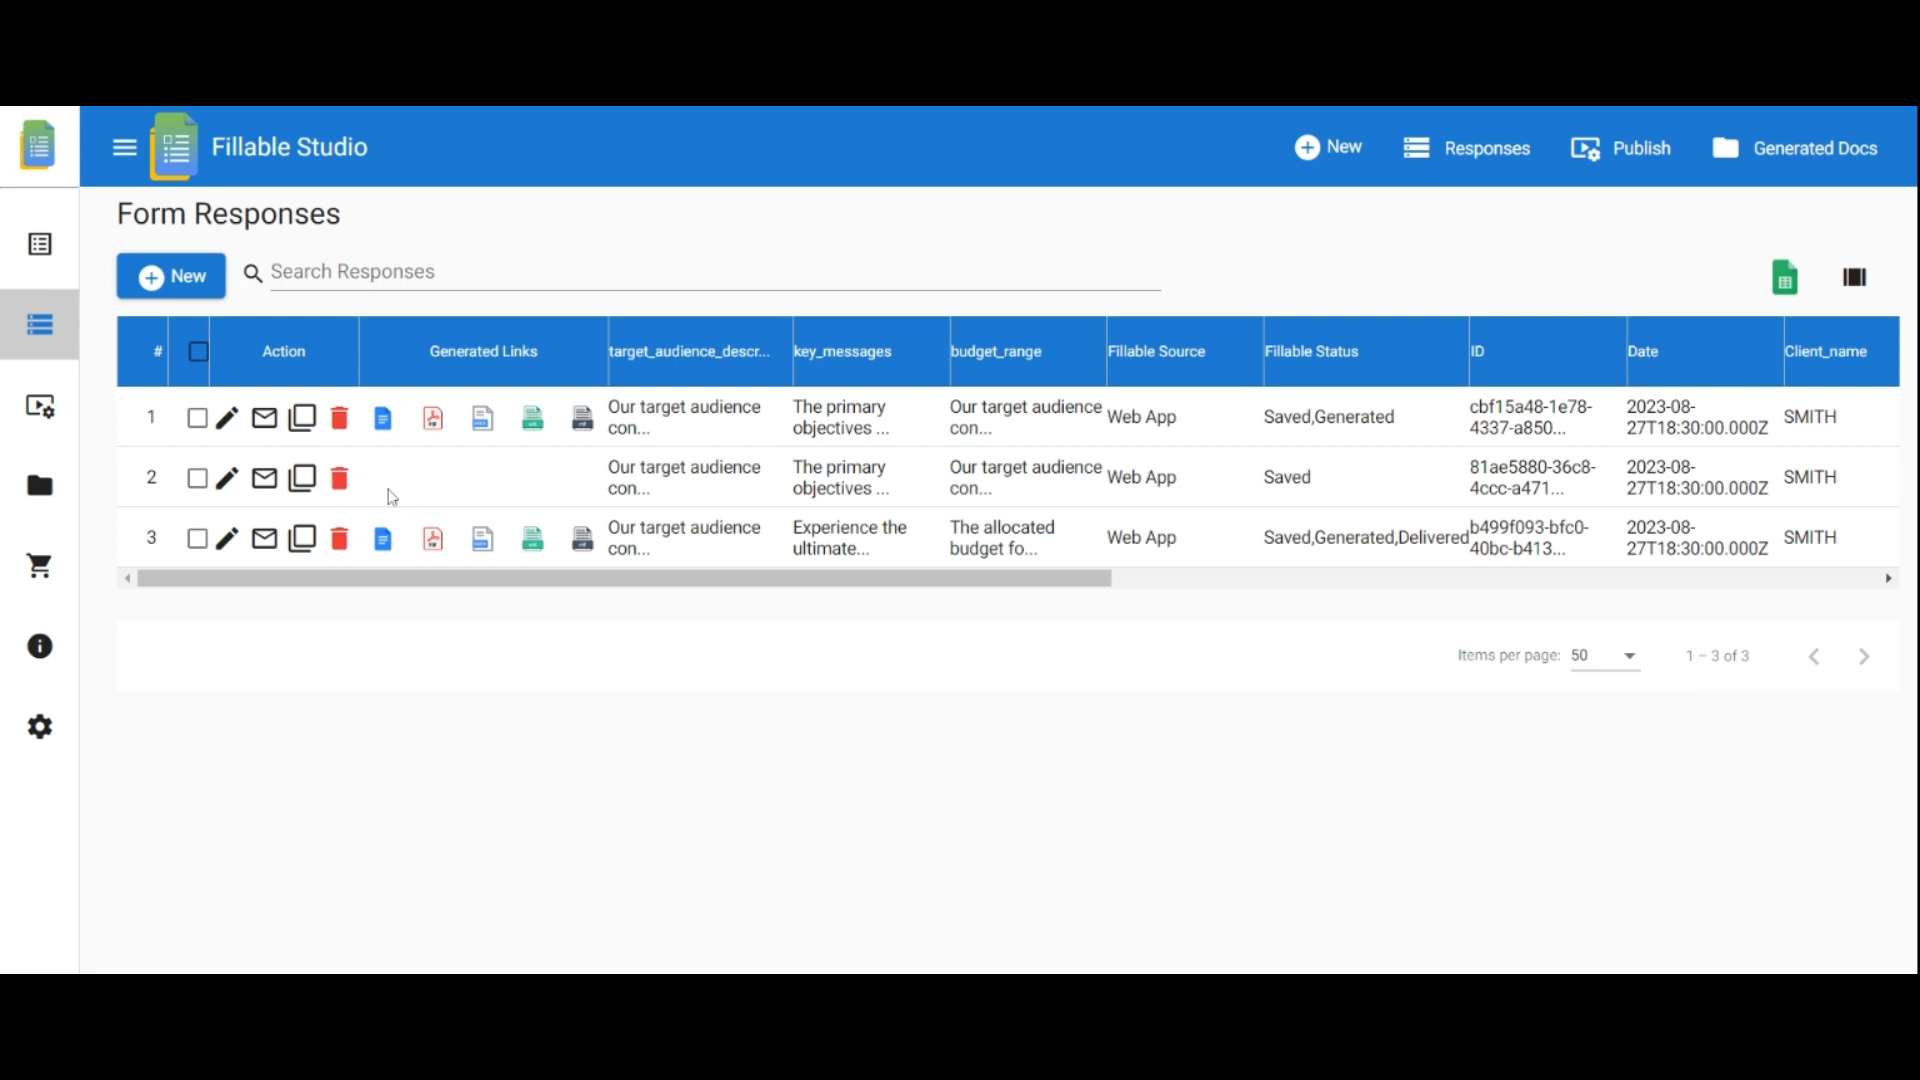 Fillable Studio
New
Responses
Publish
Generated Docs
Form Responses
New
Search Responses
# Action Generated Links target_audience_descr... key_messages budget_range Fillable Source Fillable Status ID Date Client_name
1 Our target audience con... The primary objectives ... Our target audience con... Web App Saved,Generated cbf15a48-1e78-4337-a850... 2023-08-27T18:30:00.000Z SMITH
2 Our target audience con... The primary objectives ... Our target audience con... Web App Saved 81ae5880-36c8-4ccc-a471... 2023-08-27T18:30:00.000Z SMITH
3 Our target audience con... Experience the ultimate... The allocated budget fo... Web App Saved,Generated,Delivered b499f093-bfc0-40bc-b413... 2023-08-27T18:30:00.000Z SMITH
Items per page: 50 1 – 3 of 3